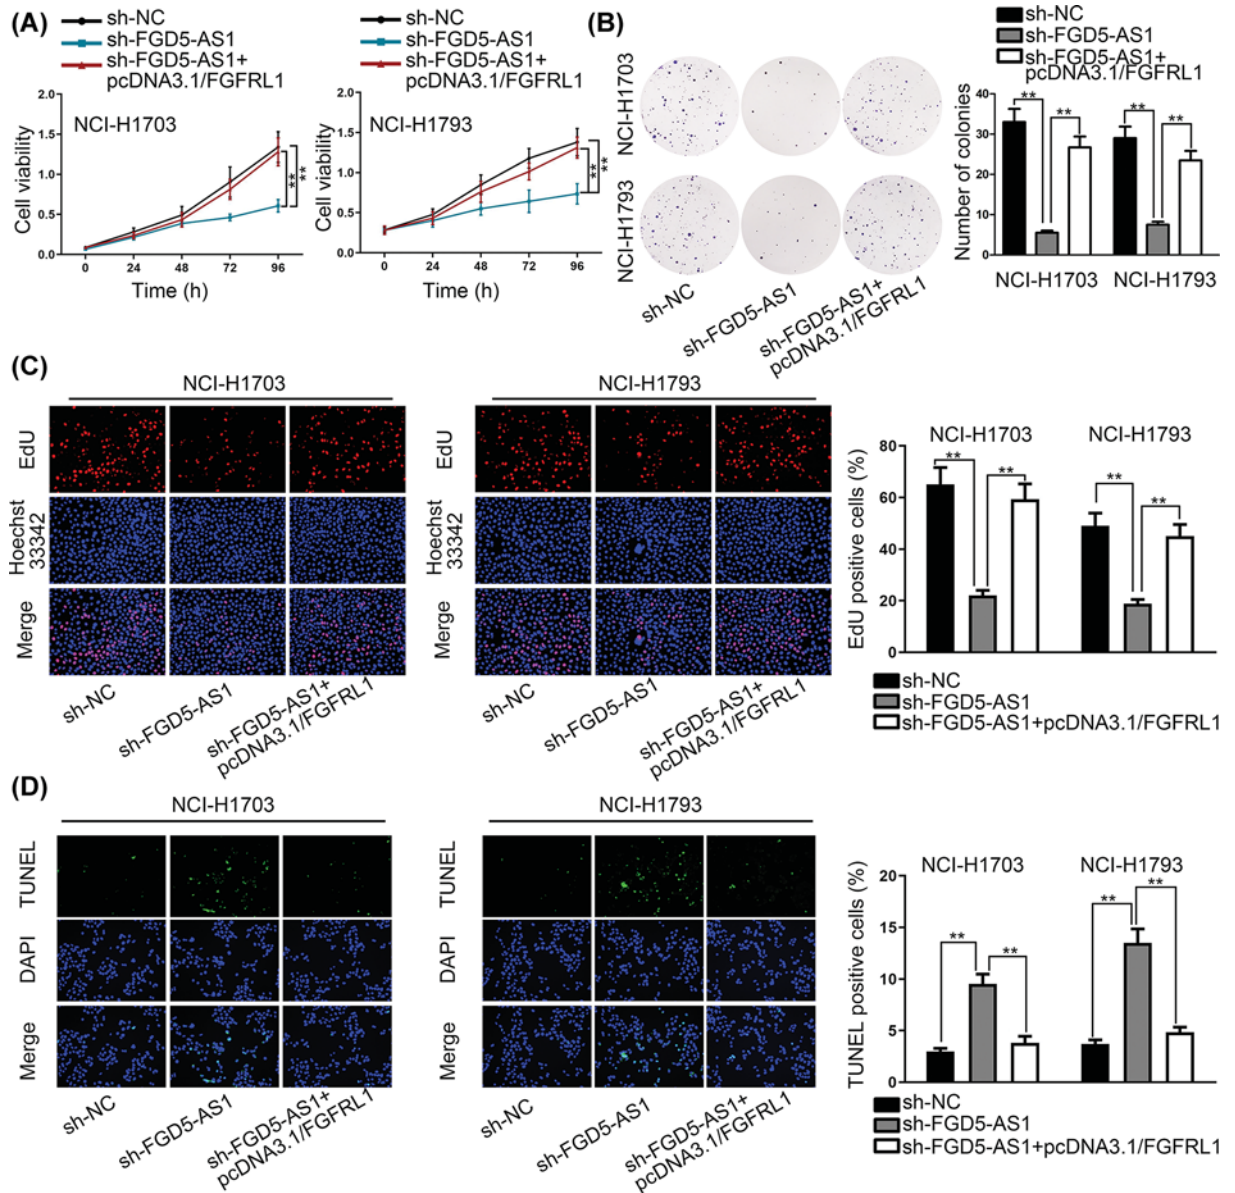 (A)
sh-NC
sh-FGD5-AS1
sh-FGD5-AS1+
pcDNA3.1/FGFRL1
2.0
1.5
1.0
0.5
0.0
Cell viability
NCI-H1703
**
**
0 24 48 72 96
Time (h)
sh-NC
sh-FGD5-AS1
sh-FGD5-AS1+
pcDNA3.1/FGFRL1
2.0
1.5
1.0
0.5
0.0
Cell viability
NCI-H1793
**
**
0 24 48 72 96
Time (h)
(B)
NCI-H1703
NCI-H1793
sh-NC
sh-FGD5-AS1
sh-FGD5-AS1+
pcDNA3.1/FGFRL1
sh-NC
sh-FGD5-AS1
sh-FGD5-AS1+
pcDNA3.1/FGFRL1
40
30
20
10
0
Number of colonies
** ** ** **
NCI-H1703 NCI-H1793
(C)
NCI-H1703
EdU
Hoechst
33342
Merge
sh-NC
sh-FGD5-AS1
sh-FGD5-AS1+
pcDNA3.1/FGFRL1
NCI-H1793
EdU
Hoechst
33342
Merge
sh-NC
sh-FGD5-AS1
sh-FGD5-AS1+
pcDNA3.1/FGFRL1
80
60
40
20
0
EdU positive cells (%)
NCI-H1703 NCI-H1793
** ** ** **
sh-NC
sh-FGD5-AS1
sh-FGD5-AS1+pcDNA3.1/FGFRL1
(D)
NCI-H1703
TUNEL
DAPI
Merge
sh-NC
sh-FGD5-AS1
sh-FGD5-AS1+
pcDNA3.1/FGFRL1
NCI-H1793
TUNEL
DAPI
Merge
sh-NC
sh-FGD5-AS1
sh-FGD5-AS1+
pcDNA3.1/FGFRL1
20
15
10
5
0
TUNEL positive cells (%)
NCI-H1703 NCI-H1793
** ** ** **
sh-NC
sh-FGD5-AS1
sh-FGD5-AS1+pcDNA3.1/FGFRL1